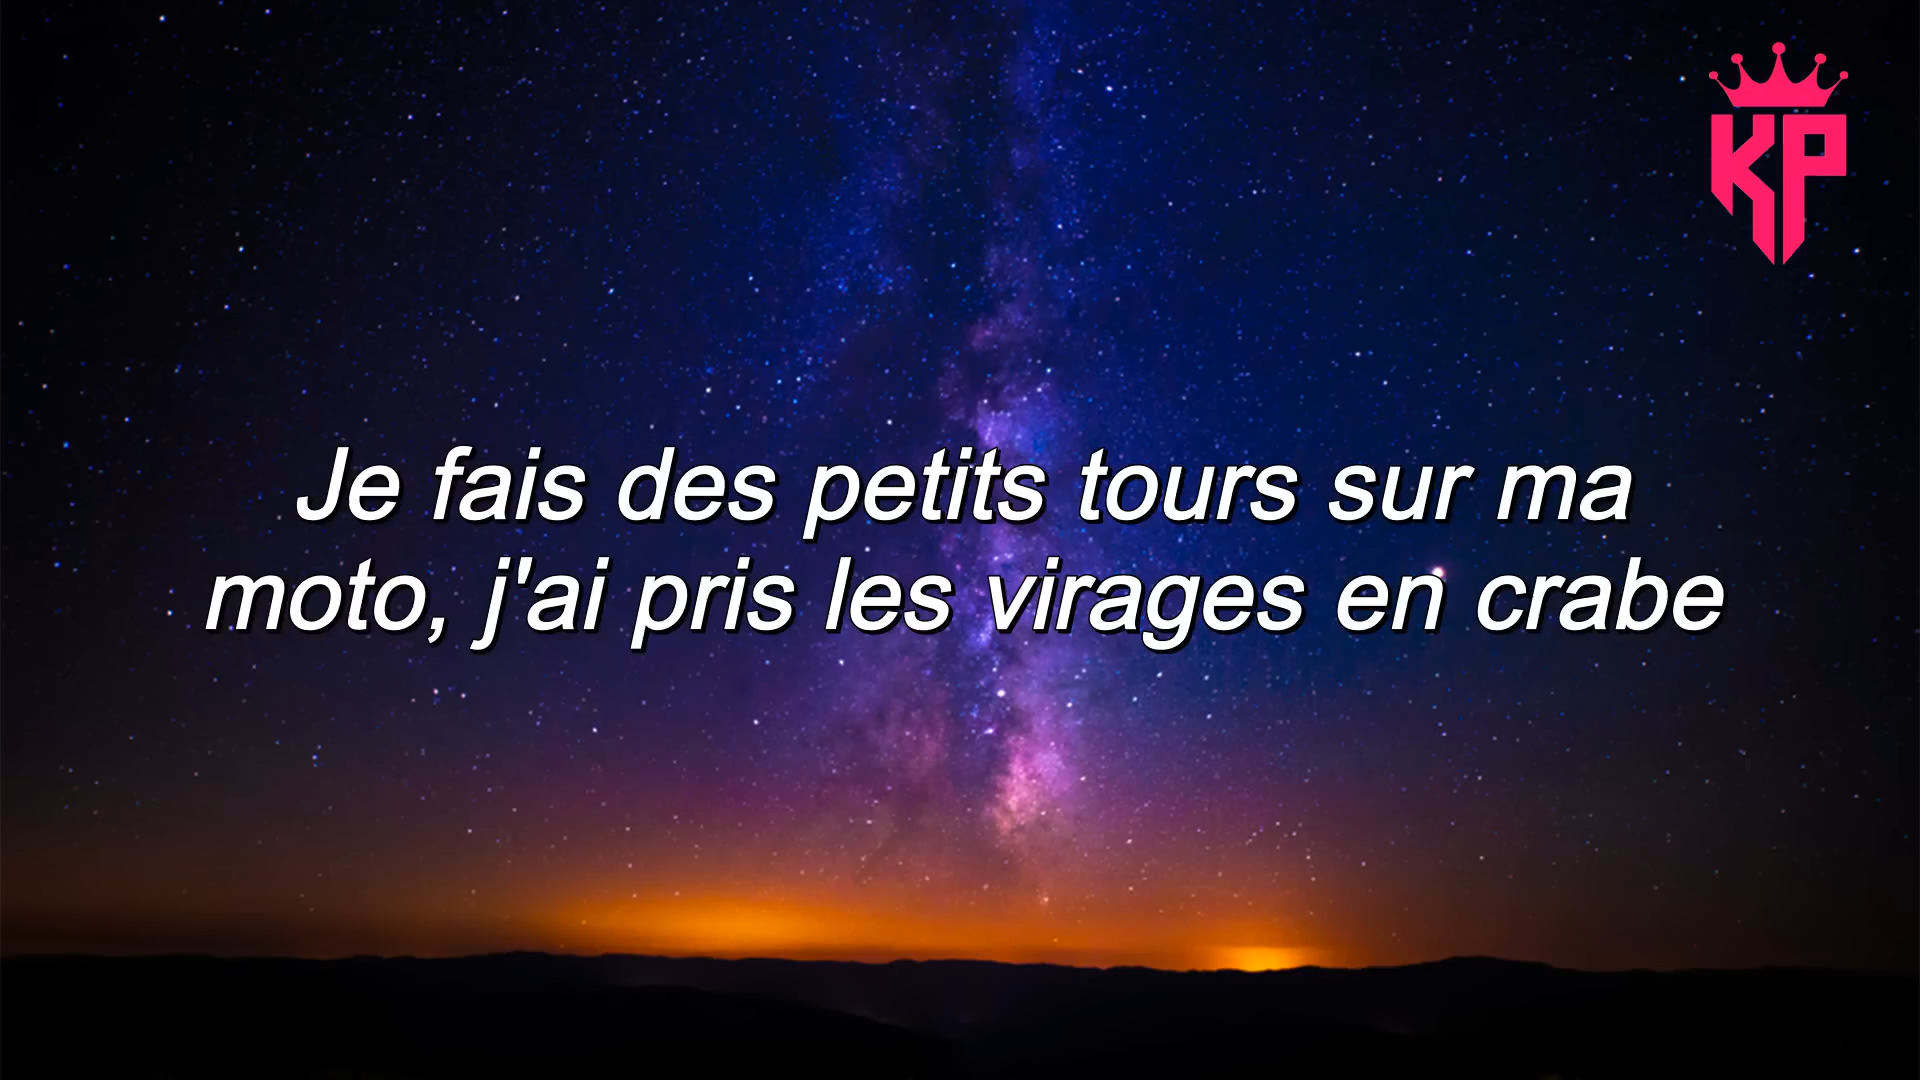 KP
Je fais des petits tours sur ma
moto, j'ai pris les virages en crabe